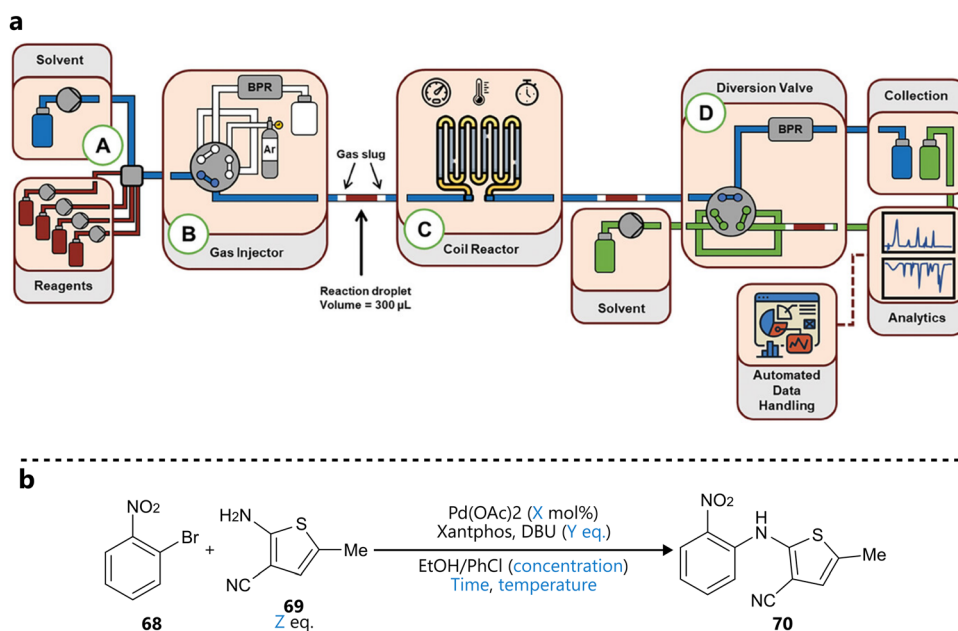 a
Solvent
A
Reagents
BPR
Ar
B
Gas Injector
Gas slug
Reaction droplet
Volume = 300 µL
C
Coil Reactor
Solvent
Diversion Valve
D
BPR
Collection
Analytics
Automated
Data
Handling
b
NO2
Br
+
68
H2N
S
Me
CN
69
Z eq.
Pd(OAc)2 (X mol%)
Xantphos, DBU (Y eq.)
EtOH/PhCl (concentration)
Time, temperature
NO2
H
N
S
Me
CN
70